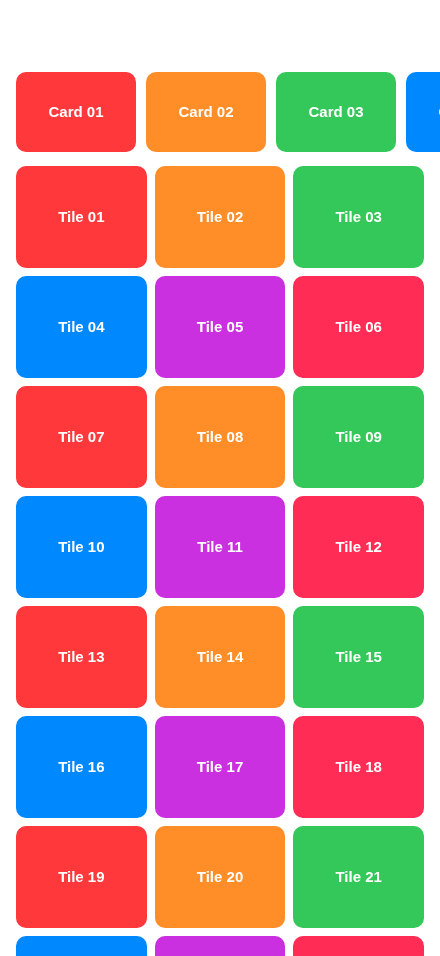 Card 01
Card 02
Card 03
Tile 01
Tile 02
Tile 03
Tile 04
Tile 05
Tile 06
Tile 07
Tile 08
Tile 09
Tile 10
Tile 11
Tile 12
Tile 13
Tile 14
Tile 15
Tile 16
Tile 17
Tile 18
Tile 19
Tile 20
Tile 21